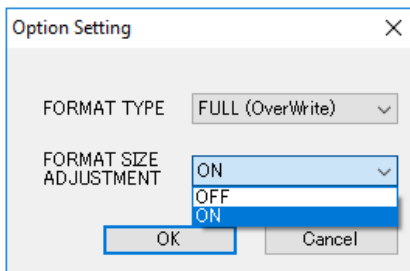 Option Setting
FORMAT TYPE
FULL (OverWrite)
FORMAT SIZE
ADJUSTMENT
ON
OFF
ON
OK
Cancel